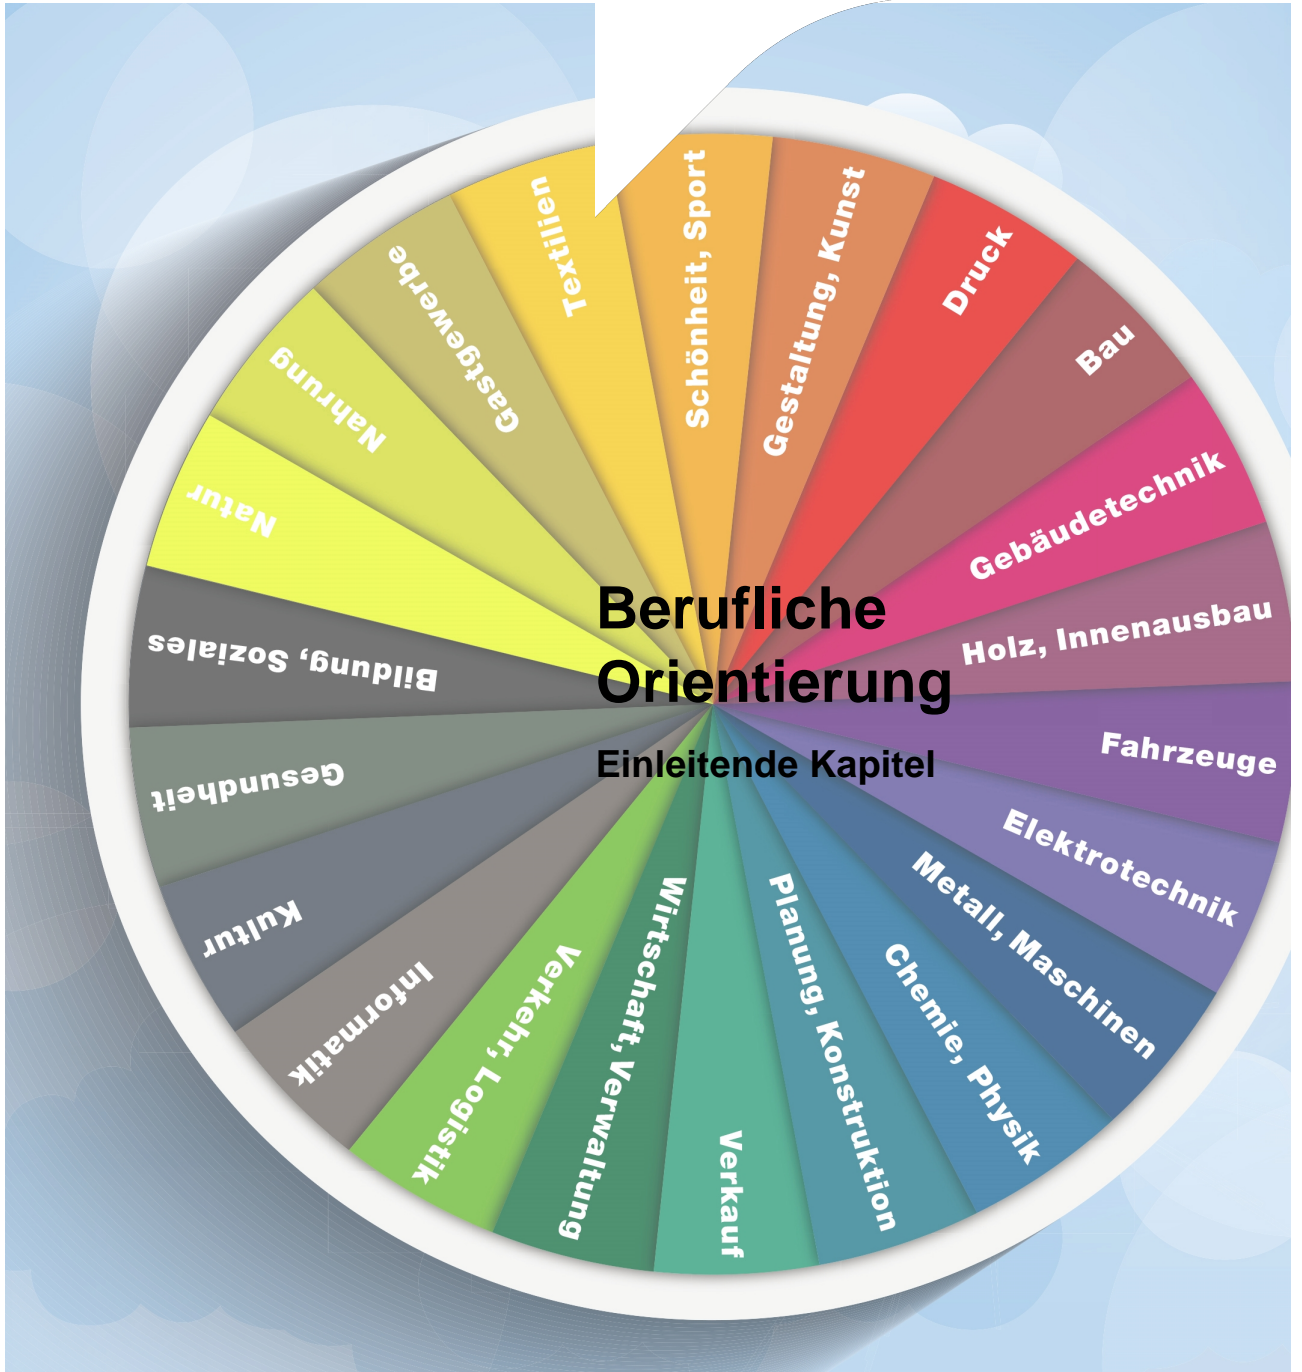 Berufliche
Orientierung
Einleitende Kapitel
Schönheit, Sport
Gestaltung, Kunst
Druck
Bau
Gebäudetechnik
Holz, Innenausbau
Fahrzeuge
Elektrotechnik
Metall, Maschinen
Chemie, Physik
Planung, Konstruktion
Verkauf
Wirtschaft, Verwaltung
Verkehr, Logistik
Informatik
Kultur
Gesundheit
Bildung, Soziales
Natur
Nahrung
Gastgewerbe
Textilien